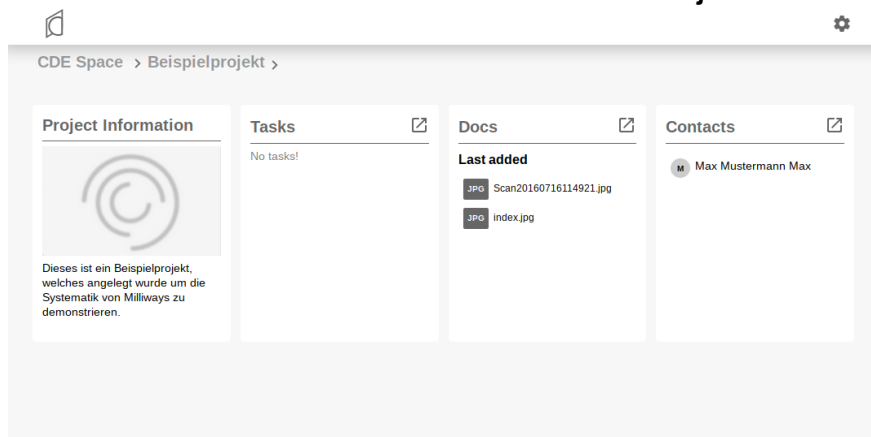 CDE Space > Beispielprojekt >
Project Information
Dieses ist ein Beispielprojekt,
welches angelegt wurde um die
Systematik von Milliways zu
demonstrieren.
Tasks
No tasks!
Docs
Last added
JPG Scan20160716114921.jpg
JPG index.jpg
Contacts
M Max Mustermann Max